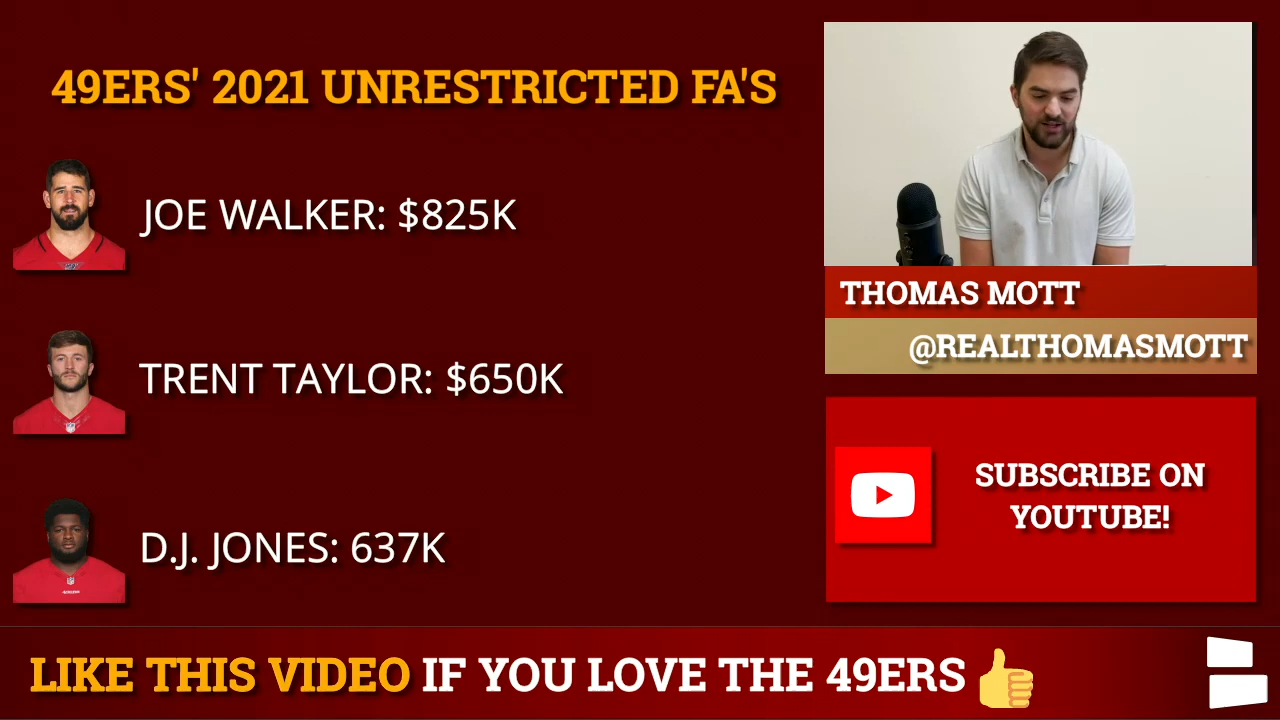 49ERS' 2021 UNRESTRICTED FA'S
JOE WALKER: $825K
TRENT TAYLOR: $650K
D.J. JONES: 637K
THOMAS MOTT
@REALTHOMASMOTT
SUBSCRIBE ON
YOUTUBE!
LIKE THIS VIDEO IF YOU LOVE THE 49ERS